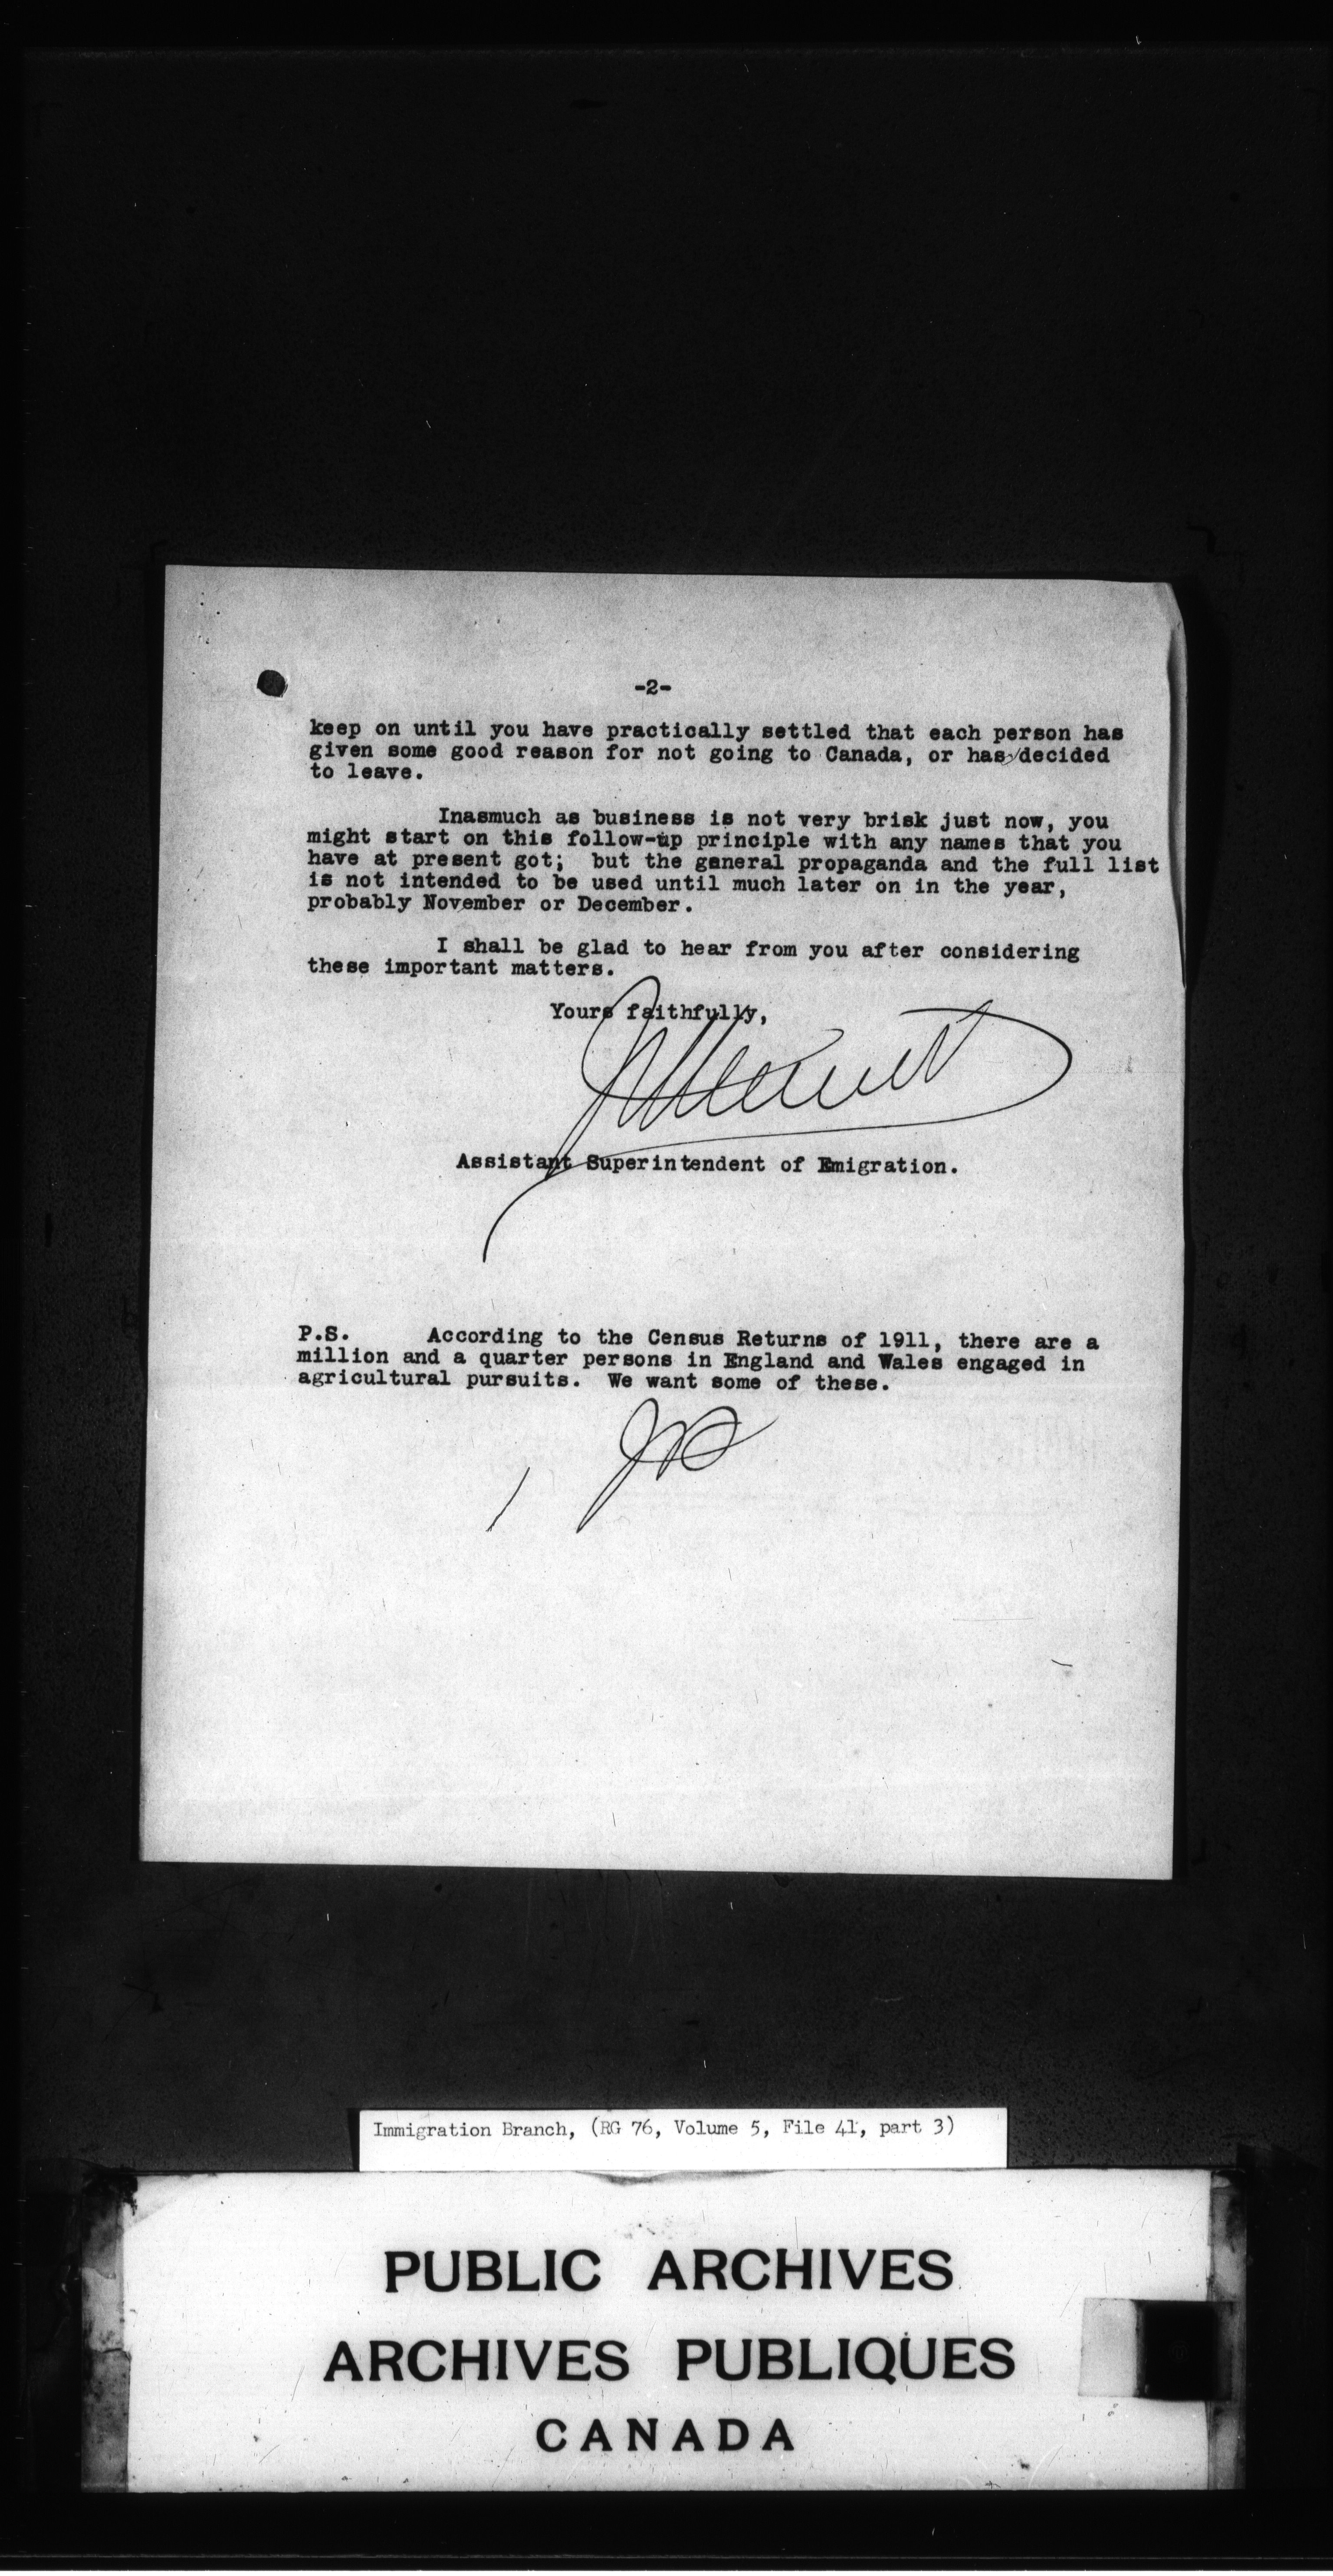 -2-
keep on until you have practically settled that each person has
given some good reason for not going to Canada, or has decided
to leave.
Inasmuch as business is not very brisk just now, you
might start on this follow-up principle with any names that you
have at present got; but the general propaganda and the full list
is not intended to be used until much later on in the year,
probably November or December.
I shall be glad to hear from you after considering
these important matters.
Yours faithfully,
Assistant Superintendent of Emigration.
P.S. According to the Census Returns of 1911, there are a
million and a quarter persons in England and Wales engaged in
agricultural pursuits. We want some of these.
Immigration Branch, (RG 76, Volume 5, File 41, part 3)
PUBLIC ARCHIVES
ARCHIVES PUBLIQUES
CANADA